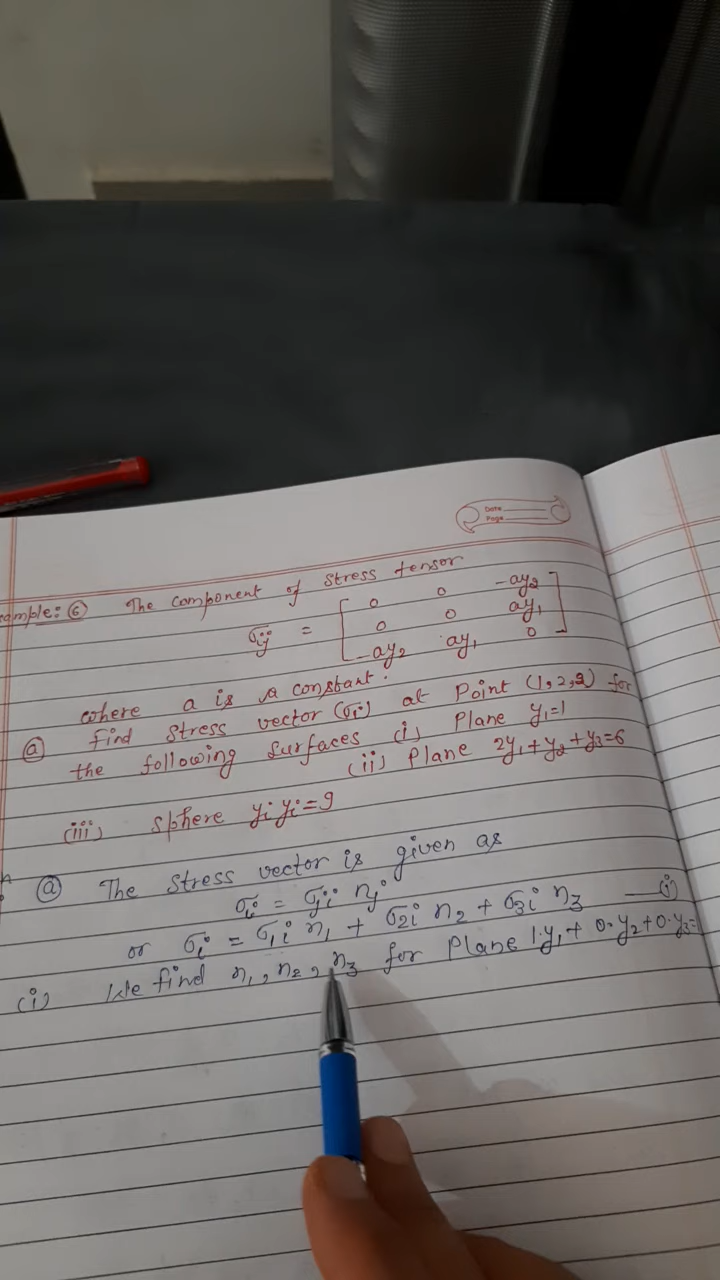 Date
Page
ample: ⑥ The component of stress tensor
σij = [ 0 0 -ay2
0 0 ay1
-ay2 ay1 0 ]
where a is a constant.
ⓐ find stress vector (σi) at Point (1,2,2) for
the following surfaces (i) Plane y1=1
(ii) Plane 2y1+y2+y3=6
(iii) sphere yi yi=9
ⓐ The stress vector is given as
σi = σji nj
or σi = σ1i n1 + σ2i n2 + σ3i n3 —(i)
(i) We find n1, n2, n3 for Plane 1·y1+0·y2+0·y3=